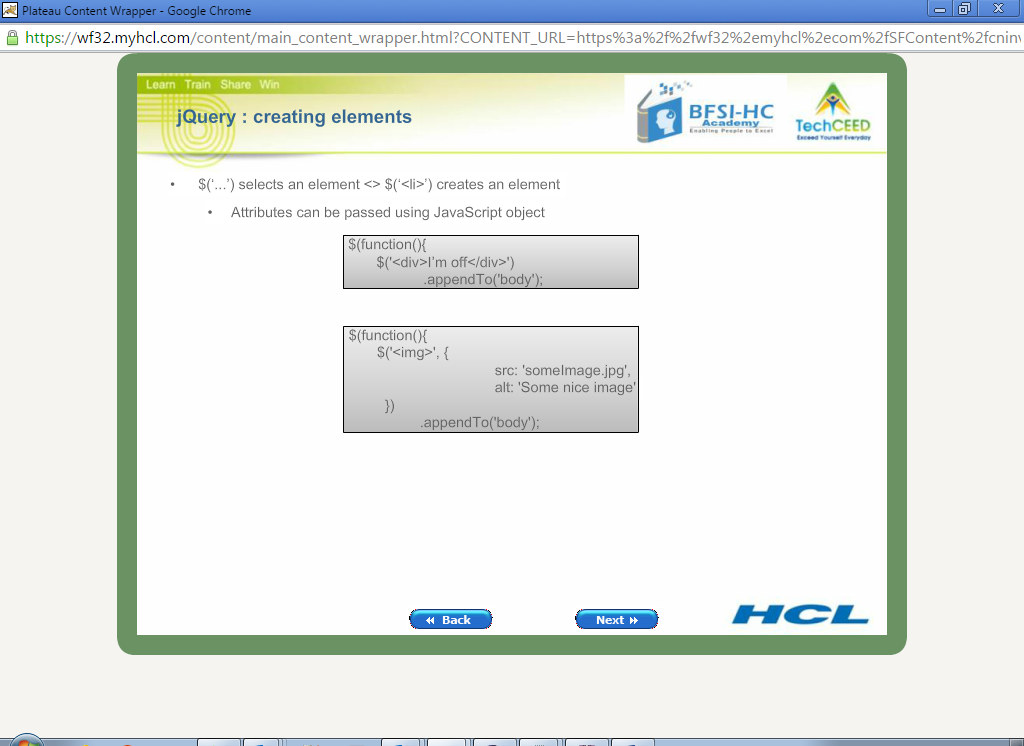 Plateau Content Wrapper - Google Chrome
https://wf32.myhcl.com/content/main_content_wrapper.html?CONTENT_URL=https%3a%2f%2fwf32%2emyhcl%2ecom%2fSFContent%2fcninv
Learn Train Share Win
jQuery : creating elements
BFSI-HC
Academy
Enabling People to Excel
TechCEED
Exceed Yourself Everyday
• $(‘...’) selects an element <> $(‘<li>’) creates an element
• Attributes can be passed using JavaScript object
$(function(){
$('<div>I’m off</div>')
.appendTo('body');
$(function(){
$('<img>', {
src: 'someImage.jpg',
alt: 'Some nice image'
})
.appendTo('body');
Back
Next
HCL